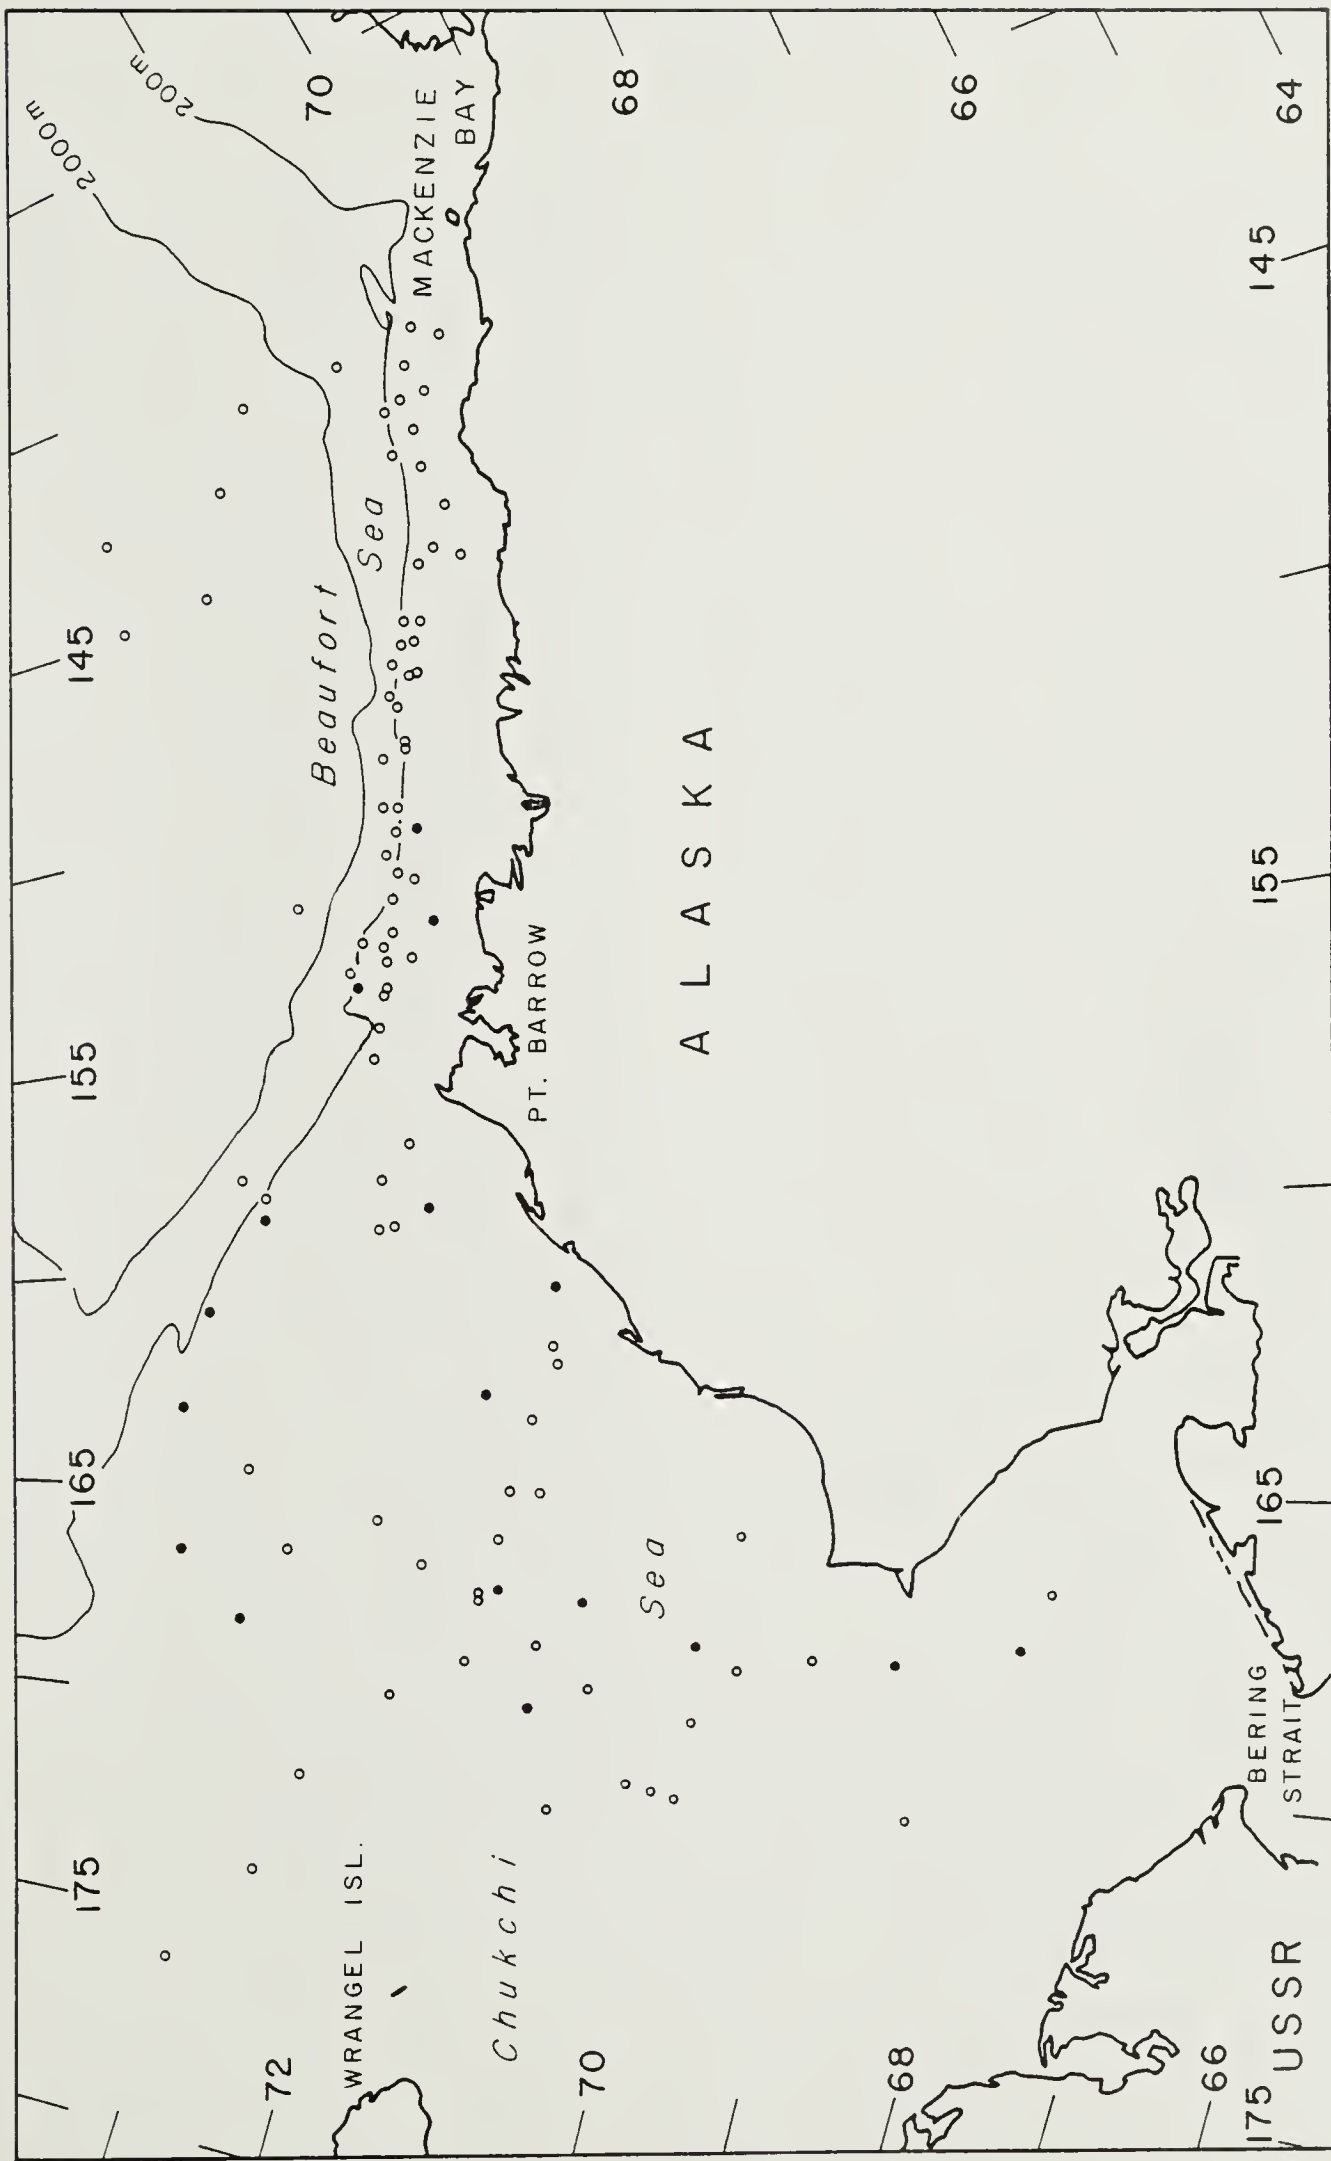 175
165
155
145
2000m
200m
72
WRANGEL ISL.
Chukchi
Sea
70
68
66
175
USSR
BERING
STRAIT
165
155
145
PT. BARROW
ALASKA
Beaufort
Sea
MACKENZIE
BAY
70
68
66
64